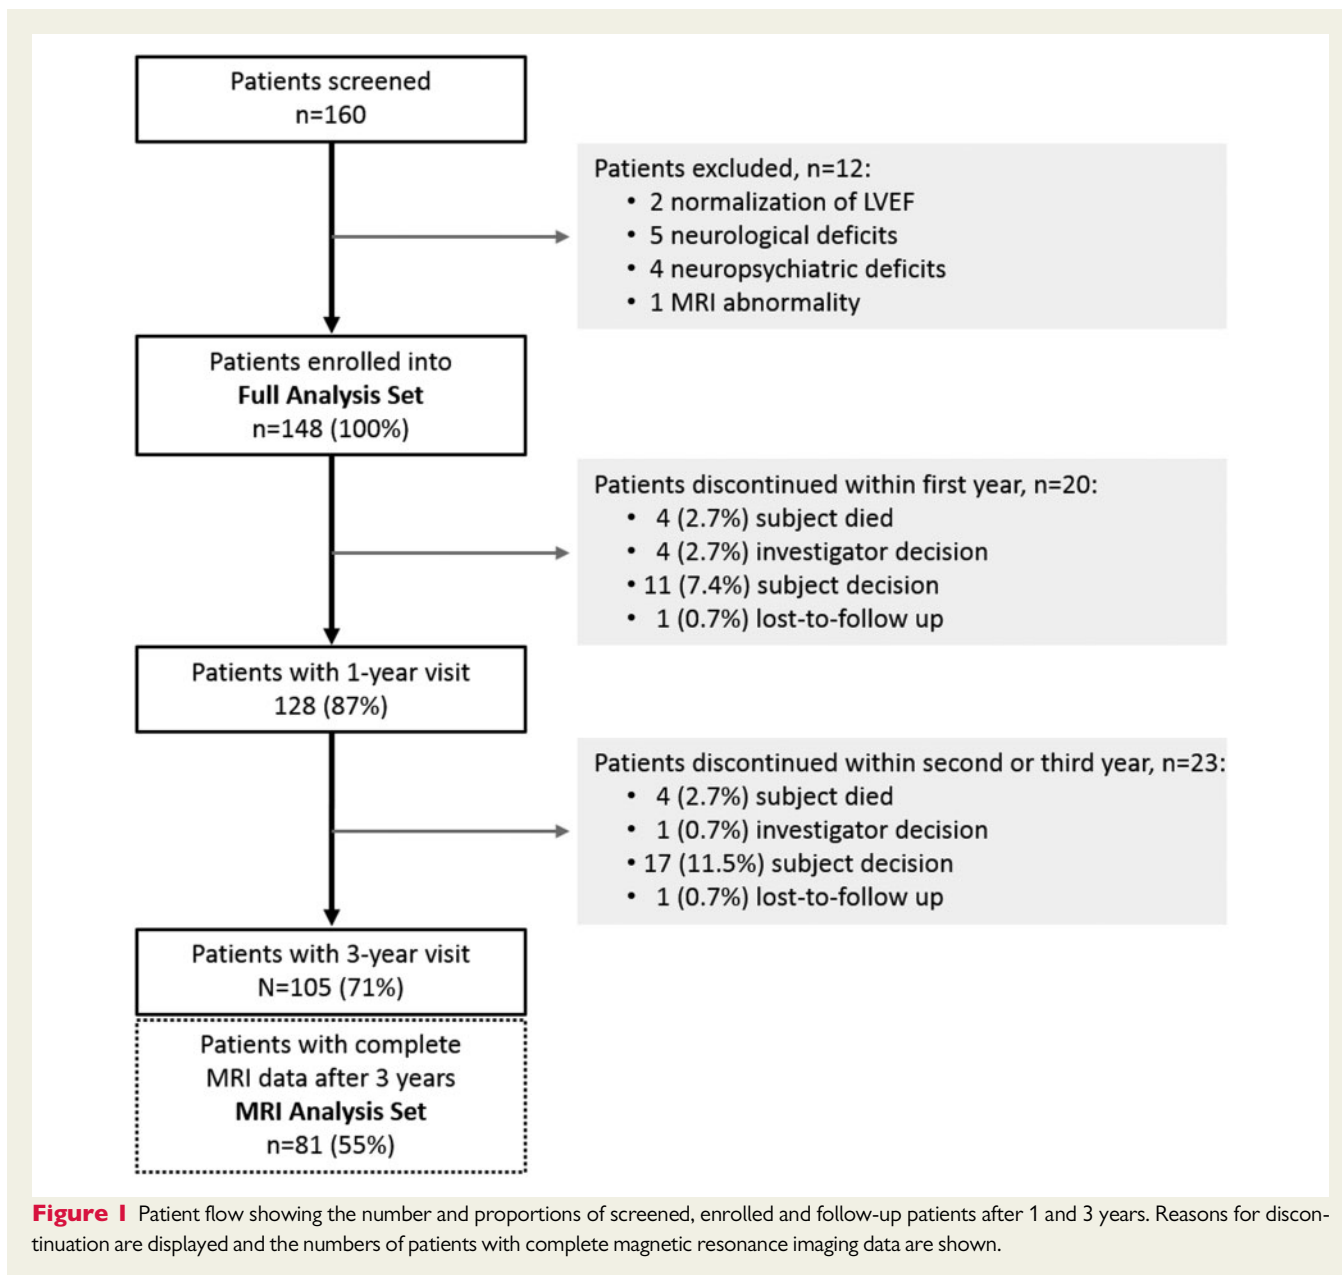 Patients screened
n=160
Patients excluded, n=12:
• 2 normalization of LVEF
• 5 neurological deficits
• 4 neuropsychiatric deficits
• 1 MRI abnormality
Patients enrolled into
Full Analysis Set
n=148 (100%)
Patients discontinued within first year, n=20:
• 4 (2.7%) subject died
• 4 (2.7%) investigator decision
• 11 (7.4%) subject decision
• 1 (0.7%) lost-to-follow up
Patients with 1-year visit
128 (87%)
Patients discontinued within second or third year, n=23:
• 4 (2.7%) subject died
• 1 (0.7%) investigator decision
• 17 (11.5%) subject decision
• 1 (0.7%) lost-to-follow up
Patients with 3-year visit
N=105 (71%)
Patients with complete
MRI data after 3 years
MRI Analysis Set
n=81 (55%)
Figure 1 Patient flow showing the number and proportions of screened, enrolled and follow-up patients after 1 and 3 years. Reasons for discon-
tinuation are displayed and the numbers of patients with complete magnetic resonance imaging data are shown.